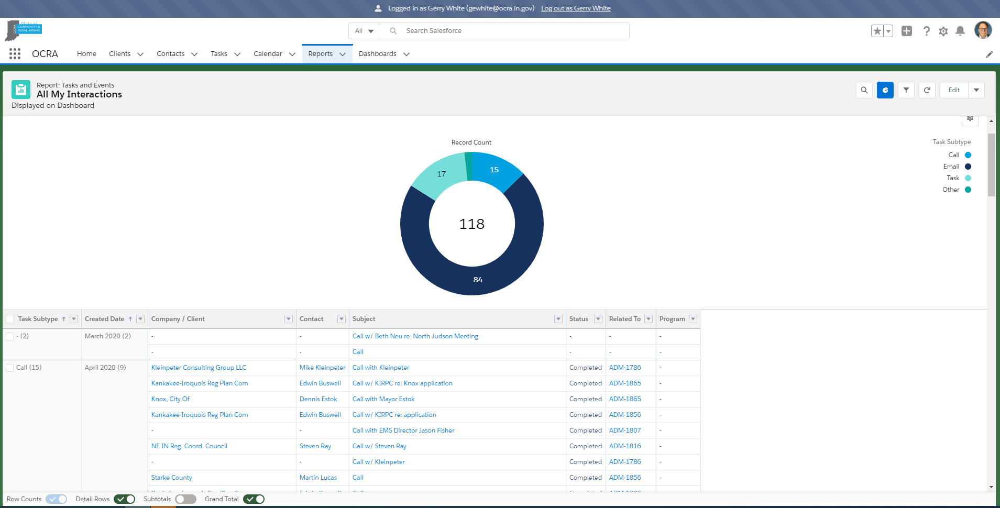 Logged in as Gerry White (gewhite@ocra.in.gov) Log out as Gerry White
Office of
COMMUNITY &
RURAL AFFAIRS
OCRA
All Search Salesforce
OCRA Home Clients Contacts Tasks Calendar Reports Dashboards
Report: Tasks and Events
All My Interactions
Displayed on Dashboard
Edit
Record Count
Task Subtype
Call
Email
Task
Other
15
17
118
84
Task Subtype ↑ Created Date ↑ Company / Client Contact Subject Status Related To Program
- (2) March 2020 (2) - - Call w/ Beth Neu re: North Judson Meeting - - -
- - Call - - -
Call (15) April 2020 (9) Kleinpeter Consulting Group LLC Mike Kleinpeter Call with Kleinpeter Completed ADM-1786 -
Kankakee-Iroquois Reg Plan Com Edwin Buswell Call w/ KIRPC re: Knox application Completed ADM-1865 -
Knox, City Of Dennis Estok Call with Mayor Estok Completed ADM-1865 -
Kankakee-Iroquois Reg Plan Com Edwin Buswell Call w/ KIRPC re: application Completed ADM-1856 -
- - Call with EMS Director Jason Fisher Completed ADM-1807 -
NE IN Reg. Coord. Council Steven Ray Call w/ Steven Ray Completed ADM-1816 -
- - Call w/ Kleinpeter Completed ADM-1786 -
Starke County Martin Lucas Call Completed ADM-1856 -
Row Counts Detail Rows Subtotals Grand Total